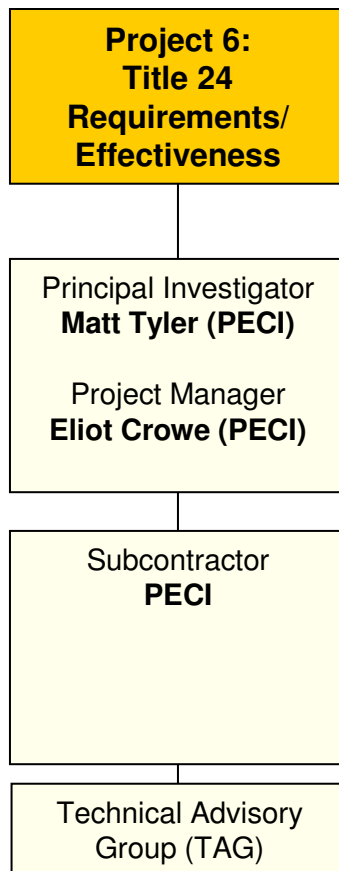 Project 6:
Title 24
Requirements/
Effectiveness
Principal Investigator
Matt Tyler (PECI)
Project Manager
Eliot Crowe (PECI)
Subcontractor
PECI
Technical Advisory
Group (TAG)